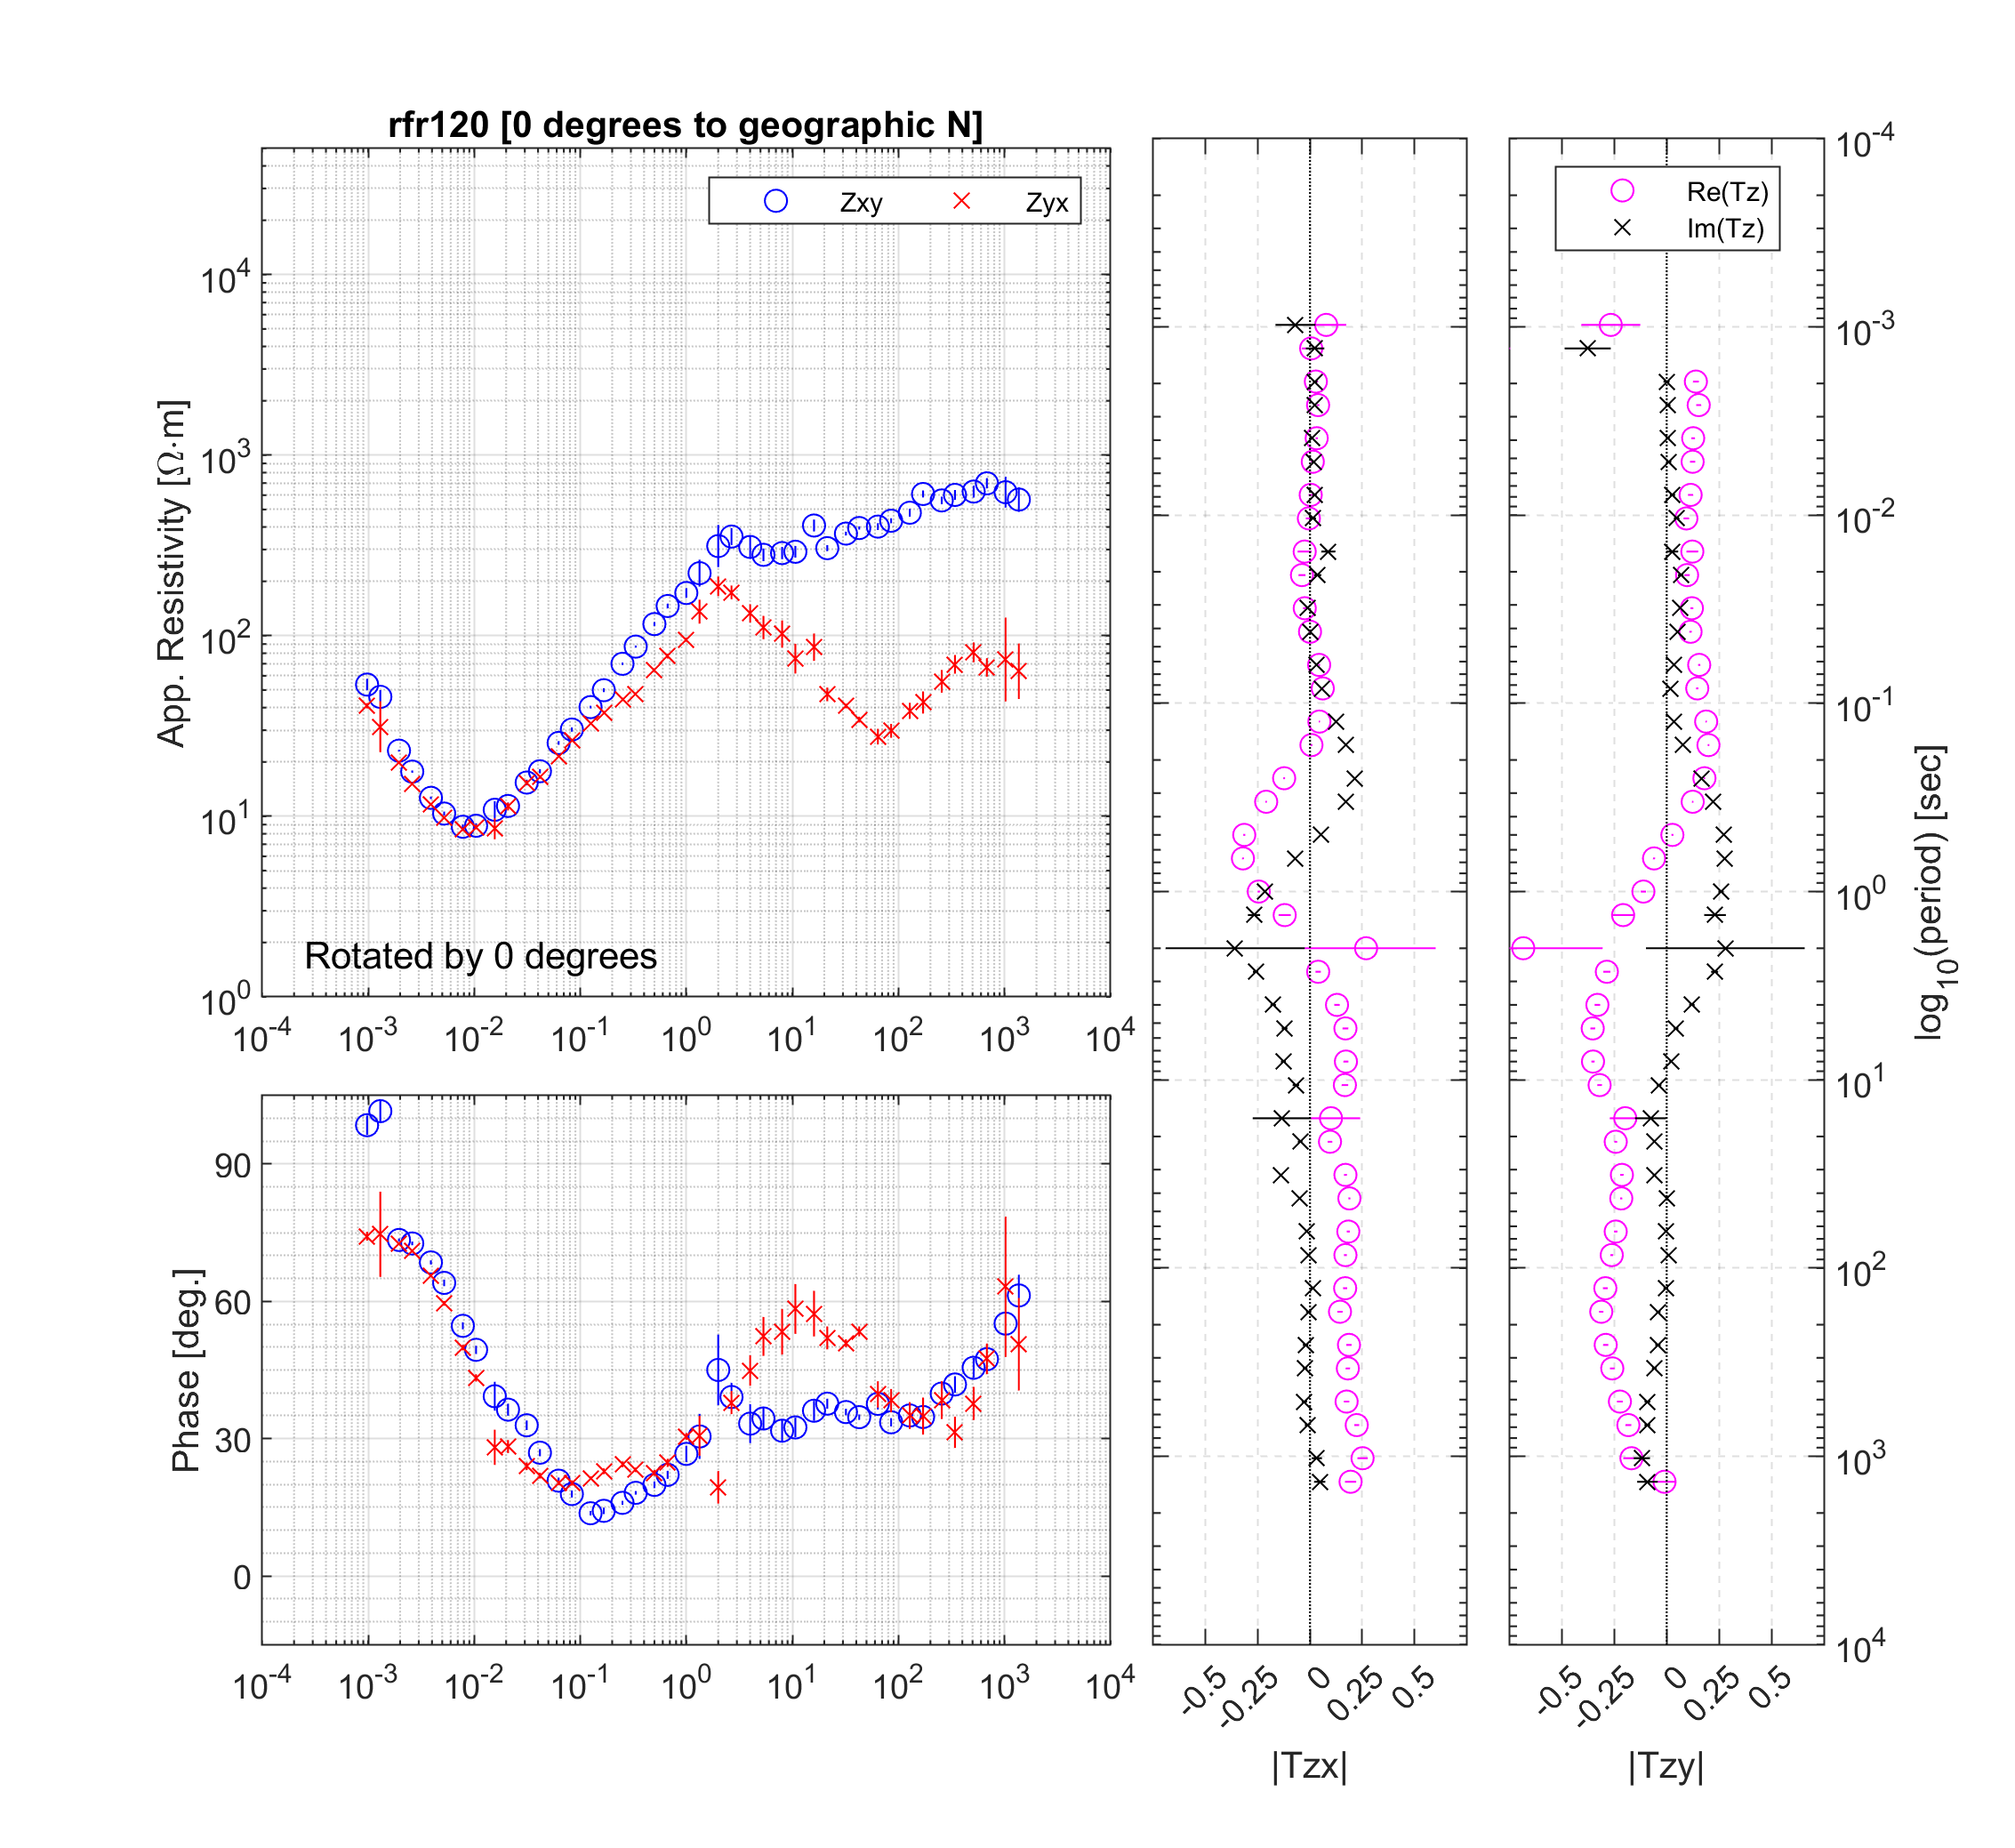 rfr120 [0 degrees to geographic N]
Zxy Zyx
App. Resistivity [Ω·m]
10^4
10^3
10^2
10^1
10^0
Rotated by 0 degrees
10^-4 10^-3 10^-2 10^-1 10^0 10^1 10^2 10^3 10^4
Phase [deg.]
90
60
30
0
10^-4 10^-3 10^-2 10^-1 10^0 10^1 10^2 10^3 10^4
-0.5 -0.25 0 0.25 0.5
|Tzx|
Re(Tz)
Im(Tz)
-0.5 -0.25 0 0.25 0.5
|Tzy|
10^-4
10^-3
10^-2
10^-1
10^0
10^1
10^2
10^3
10^4
log10(period) [sec]